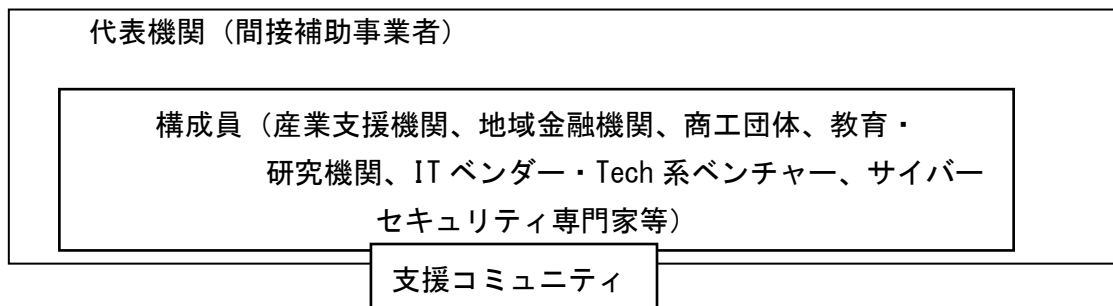 代表機関（間接補助事業者）
構成員（産業支援機関、地域金融機関、商工団体、教育・
研究機関、IT ベンダー・Tech 系ベンチャー、サイバー
セキュリティ専門家等）
支援コミュニティ